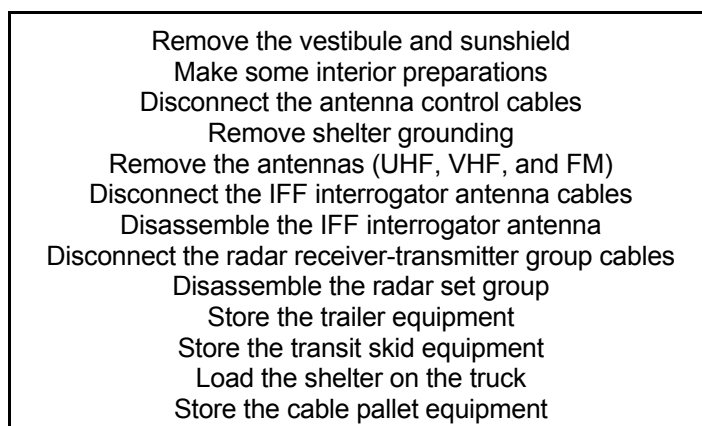 Remove the vestibule and sunshield
Make some interior preparations
Disconnect the antenna control cables
Remove shelter grounding
Remove the antennas (UHF, VHF, and FM)
Disconnect the IFF interrogator antenna cables
Disassemble the IFF interrogator antenna
Disconnect the radar receiver-transmitter group cables
Disassemble the radar set group
Store the trailer equipment
Store the transit skid equipment
Load the shelter on the truck
Store the cable pallet equipment